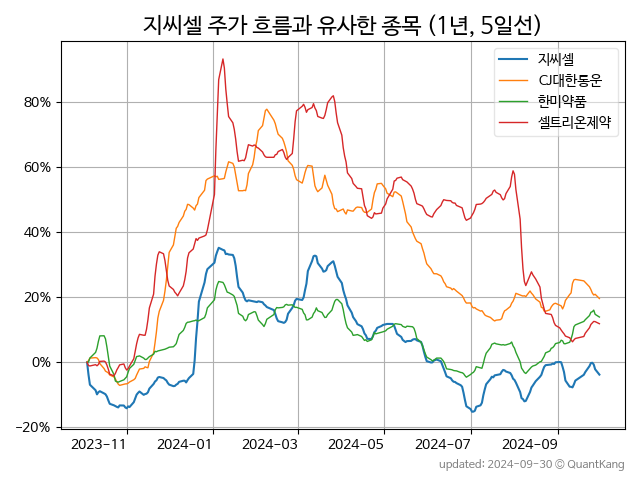 지씨셀 주가 흐름과 유사한 종목 (1년, 5일선)
지씨셀
CJ대한통운
한미약품
셀트리온제약
80%
60%
40%
20%
0%
−20%
2023-11
2024-01
2024-03
2024-05
2024-07
2024-09
updated: 2024-09-30 © QuantKang